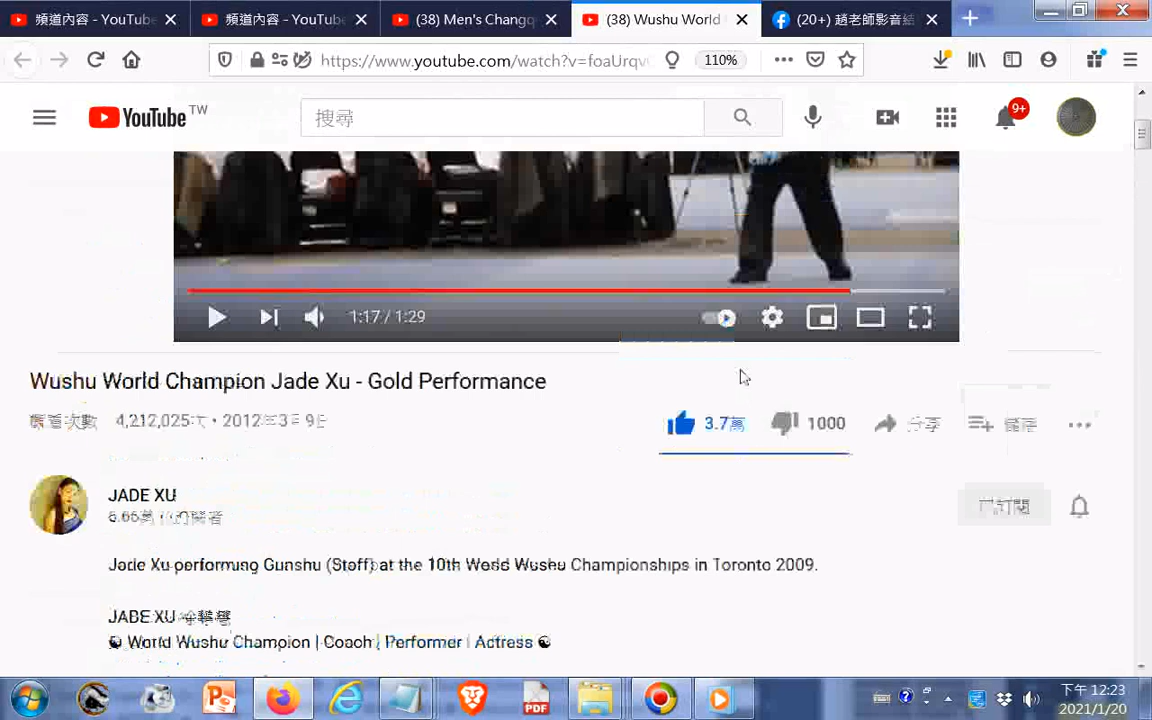 頻道內容 - YouTube
頻道內容 - YouTube
(38) Men's Changq
(38) Wushu World
(20+) 趙老師影音結
https://www.youtube.com/watch?v=foaUrqv
110%
YouTube TW
搜尋
9+
1:17 / 1:29
Wushu World Champion Jade Xu - Gold Performance
觀看次數 4,212,025次 • 2012年3月9日
3.7萬
1000
分享
儲存
JADE XU
已訂閱
Jade Xu performing Gunshu (Staff) at the 10th World Wushu Championships in Toronto 2009.
JADE XU
World Wushu Champion | Coach | Performer | Actress
PDF
下午 12:23
2021/1/20